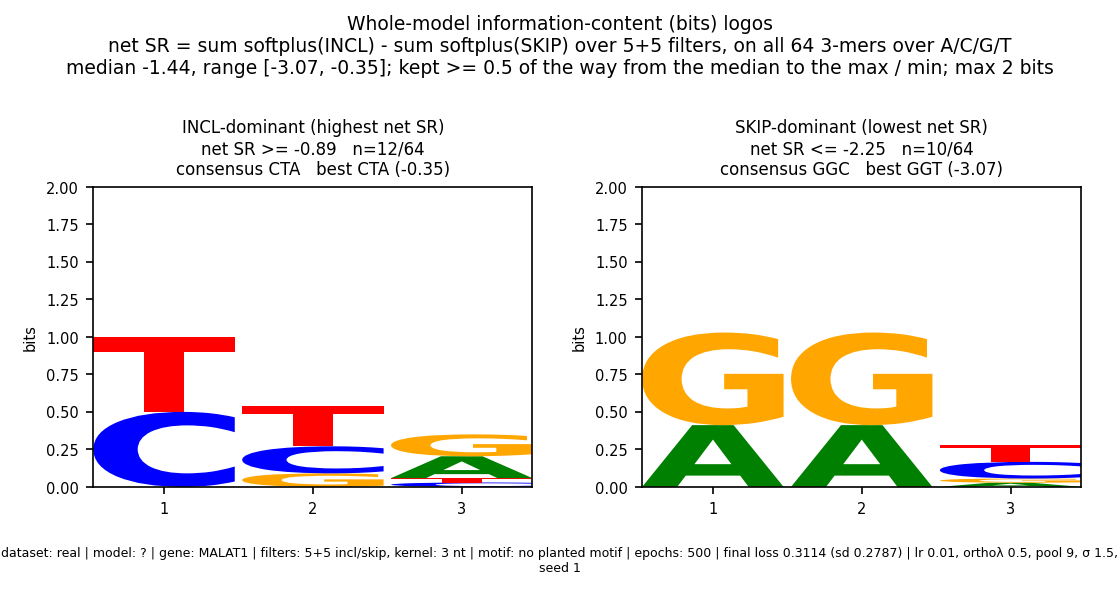 Whole-model information-content (bits) logos
net SR = sum softplus(INCL) - sum softplus(SKIP) over 5+5 filters, on all 64 3-mers over A/C/G/T
median -1.44, range [-3.07, -0.35]; kept >= 0.5 of the way from the median to the max / min; max 2 bits
INCL-dominant (highest net SR)
net SR >= -0.89   n=12/64
consensus CTA   best CTA (-0.35)
2.00
1.75
1.50
1.25
1.00
0.75
0.50
0.25
0.00
bits
T
C
T
C
G
G
A
T
C
1
2
3
SKIP-dominant (lowest net SR)
net SR <= -2.25   n=10/64
consensus GGC   best GGT (-3.07)
2.00
1.75
1.50
1.25
1.00
0.75
0.50
0.25
0.00
bits
G
A
G
A
T
C
G
A
1
2
3
dataset: real | model: ? | gene: MALAT1 | filters: 5+5 incl/skip, kernel: 3 nt | motif: no planted motif | epochs: 500 | final loss 0.3114 (sd 0.2787) | lr 0.01, orthoλ 0.5, pool 9, σ 1.5,
seed 1